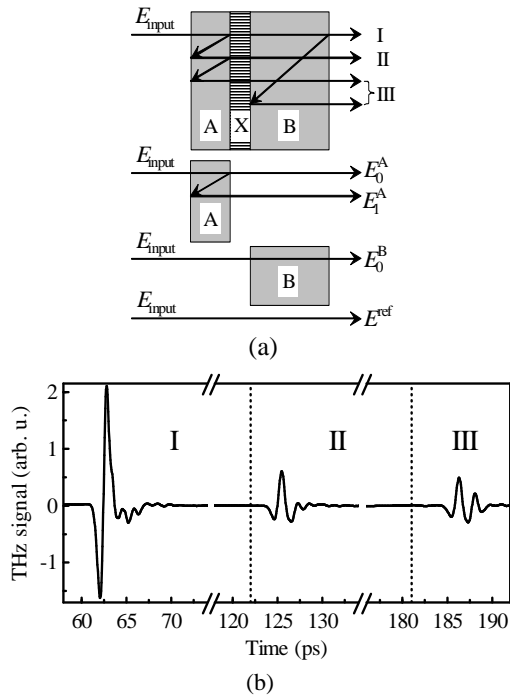 E_input I
II
III
A X B
E_input E_0^A
E_1^A
A
E_input E_0^B
B
E_input E^ref
(a)
THz signal (arb. u.)
2
1
0
-1
I II III
60 65 70 120 125 130 180 185 190
Time (ps)
(b)